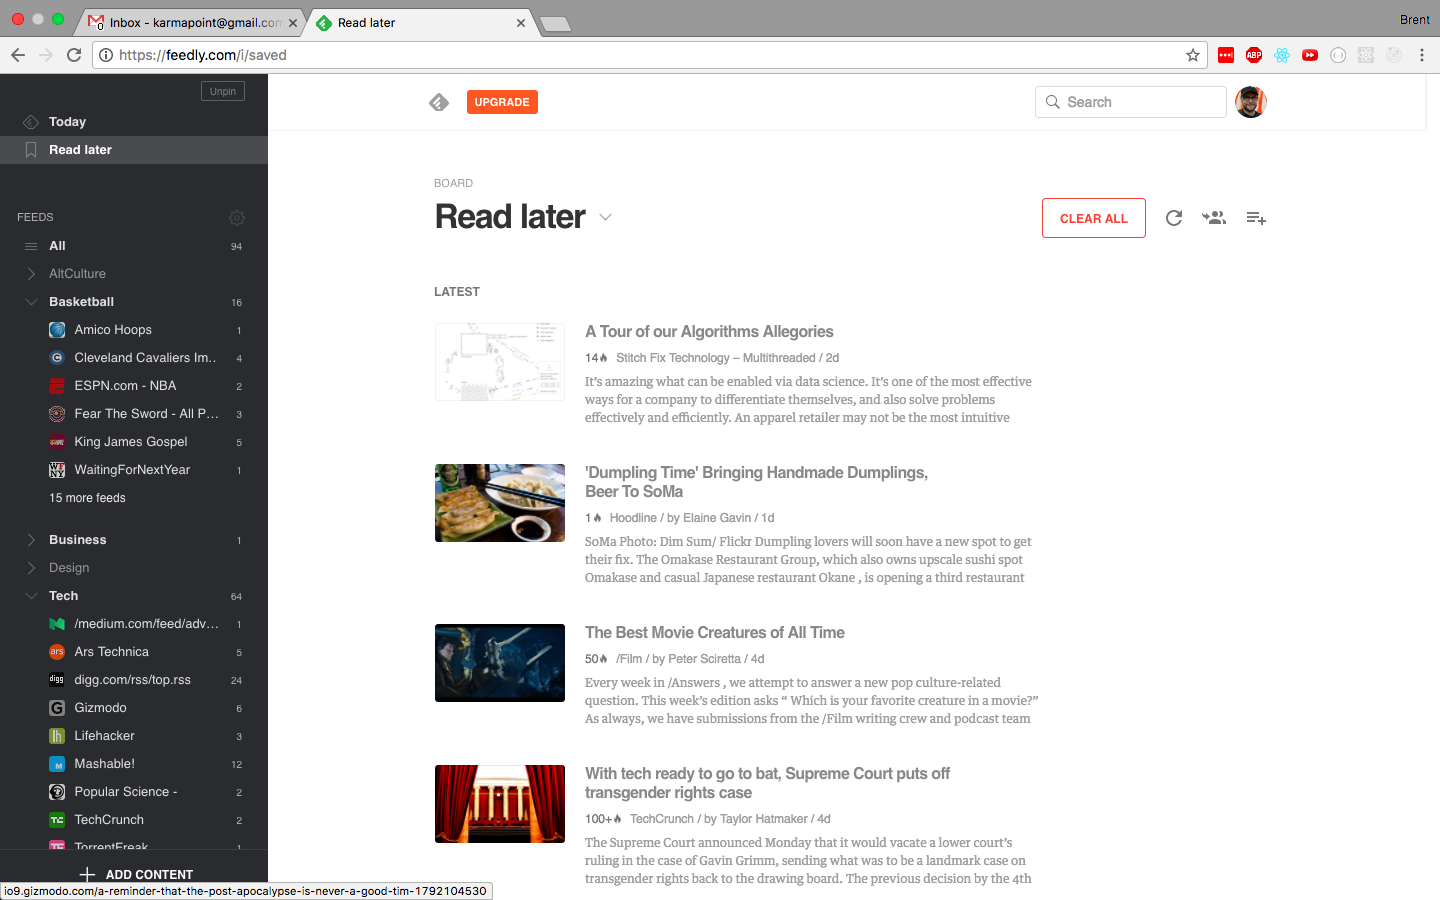 Inbox - karmapoint@gmail.com
Read later
Brent
https://feedly.com/i/saved
ABP
Unpin
Today
Read later
FEEDS
All 94
AltCulture
Basketball 16
Amico Hoops 1
Cleveland Cavaliers Im.. 4
ESPN.com - NBA 2
Fear The Sword - All P... 3
King James Gospel 5
WaitingForNextYear 1
15 more feeds
Business 1
Design
Tech 64
/medium.com/feed/adv... 1
Ars Technica 5
digg.com/rss/top.rss 24
Gizmodo 6
Lifehacker 3
Mashable! 12
Popular Science - 2
TechCrunch 2
TorrentFreak 1
ADD CONTENT
io9.gizmodo.com/a-reminder-that-the-post-apocalypse-is-never-a-good-tim-1792104530
UPGRADE
Search
BOARD
Read later
CLEAR ALL
LATEST
A Tour of our Algorithms Allegories
14 Stitch Fix Technology – Multithreaded / 2d
It's amazing what can be enabled via data science. It's one of the most effective
ways for a company to differentiate themselves, and also solve problems
effectively and efficiently. An apparel retailer may not be the most intuitive
'Dumpling Time' Bringing Handmade Dumplings,
Beer To SoMa
1 Hoodline / by Elaine Gavin / 1d
SoMa Photo: Dim Sum/ Flickr Dumpling lovers will soon have a new spot to get
their fix. The Omakase Restaurant Group, which also owns upscale sushi spot
Omakase and casual Japanese restaurant Okane , is opening a third restaurant
The Best Movie Creatures of All Time
50 /Film / by Peter Sciretta / 4d
Every week in /Answers , we attempt to answer a new pop culture-related
question. This week's edition asks “ Which is your favorite creature in a movie?”
As always, we have submissions from the /Film writing crew and podcast team
With tech ready to go to bat, Supreme Court puts off
transgender rights case
100+ TechCrunch / by Taylor Hatmaker / 4d
The Supreme Court announced Monday that it would vacate a lower court's
ruling in the case of Gavin Grimm, sending what was to be a landmark case on
transgender rights back to the drawing board. The previous decision by the 4th